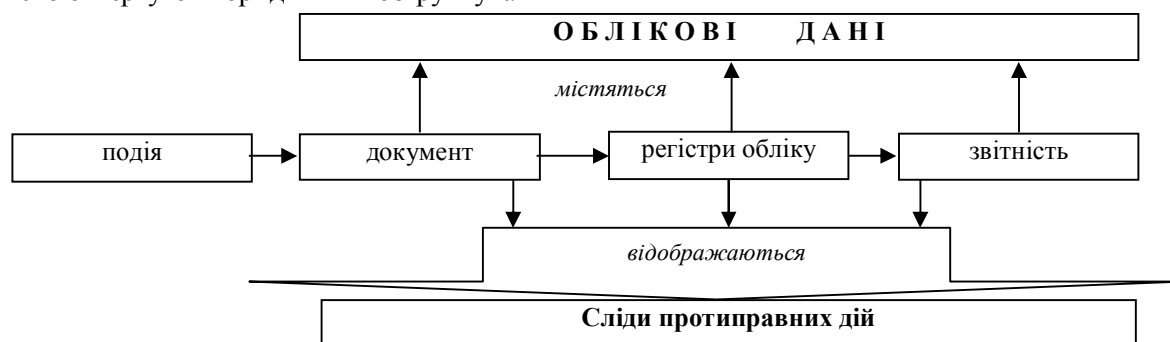 О Б Л І К О В І Д А Н І
містяться
подія документ регістри обліку звітність
відображаються
Сліди протиправних дій